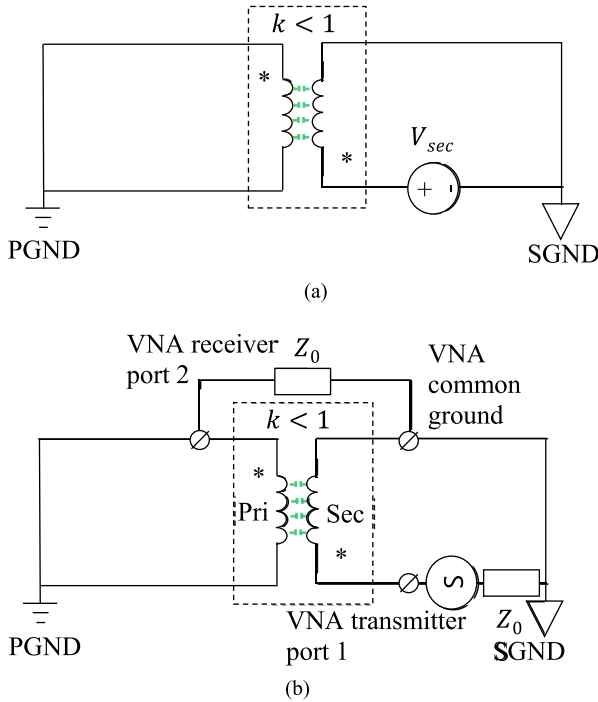 k < 1
*
*
V_sec
+ -
PGND
SGND
(a)
VNA receiver
port 2
Z_0
VNA
common
ground
k < 1
*
Pri
Sec
*
VNA transmitter
port 1
Z_0
PGND
SGND
(b)